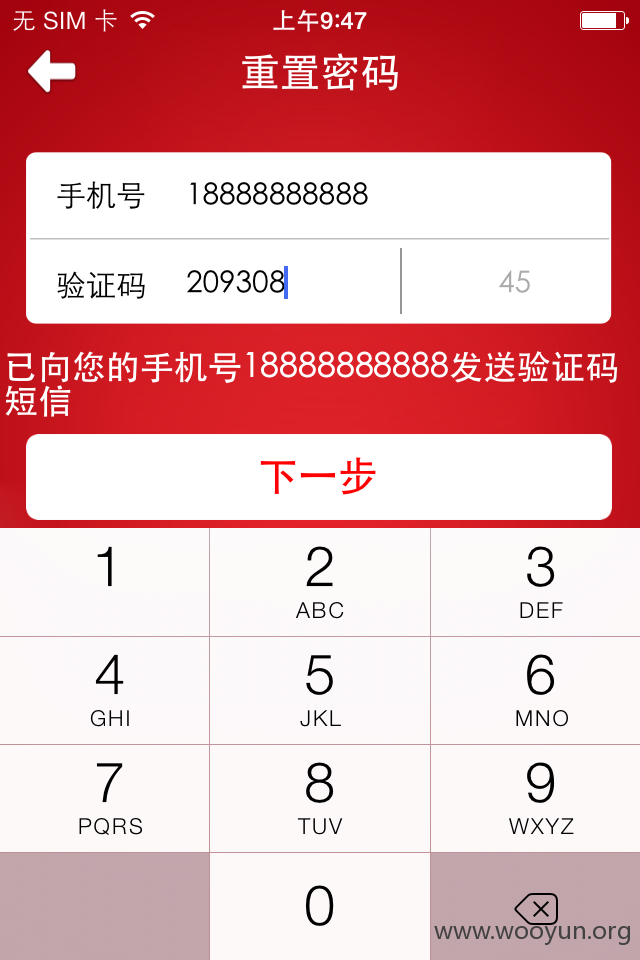 无 SIM 卡 上午9:47
重置密码
手机号 18888888888
验证码 209308 45
已向您的手机号18888888888发送验证码
短信
下一步
1 2 3
ABC DEF
4 5 6
GHI JKL MNO
7 8 9
PQRS TUV WXYZ
0
www.wooyun.org